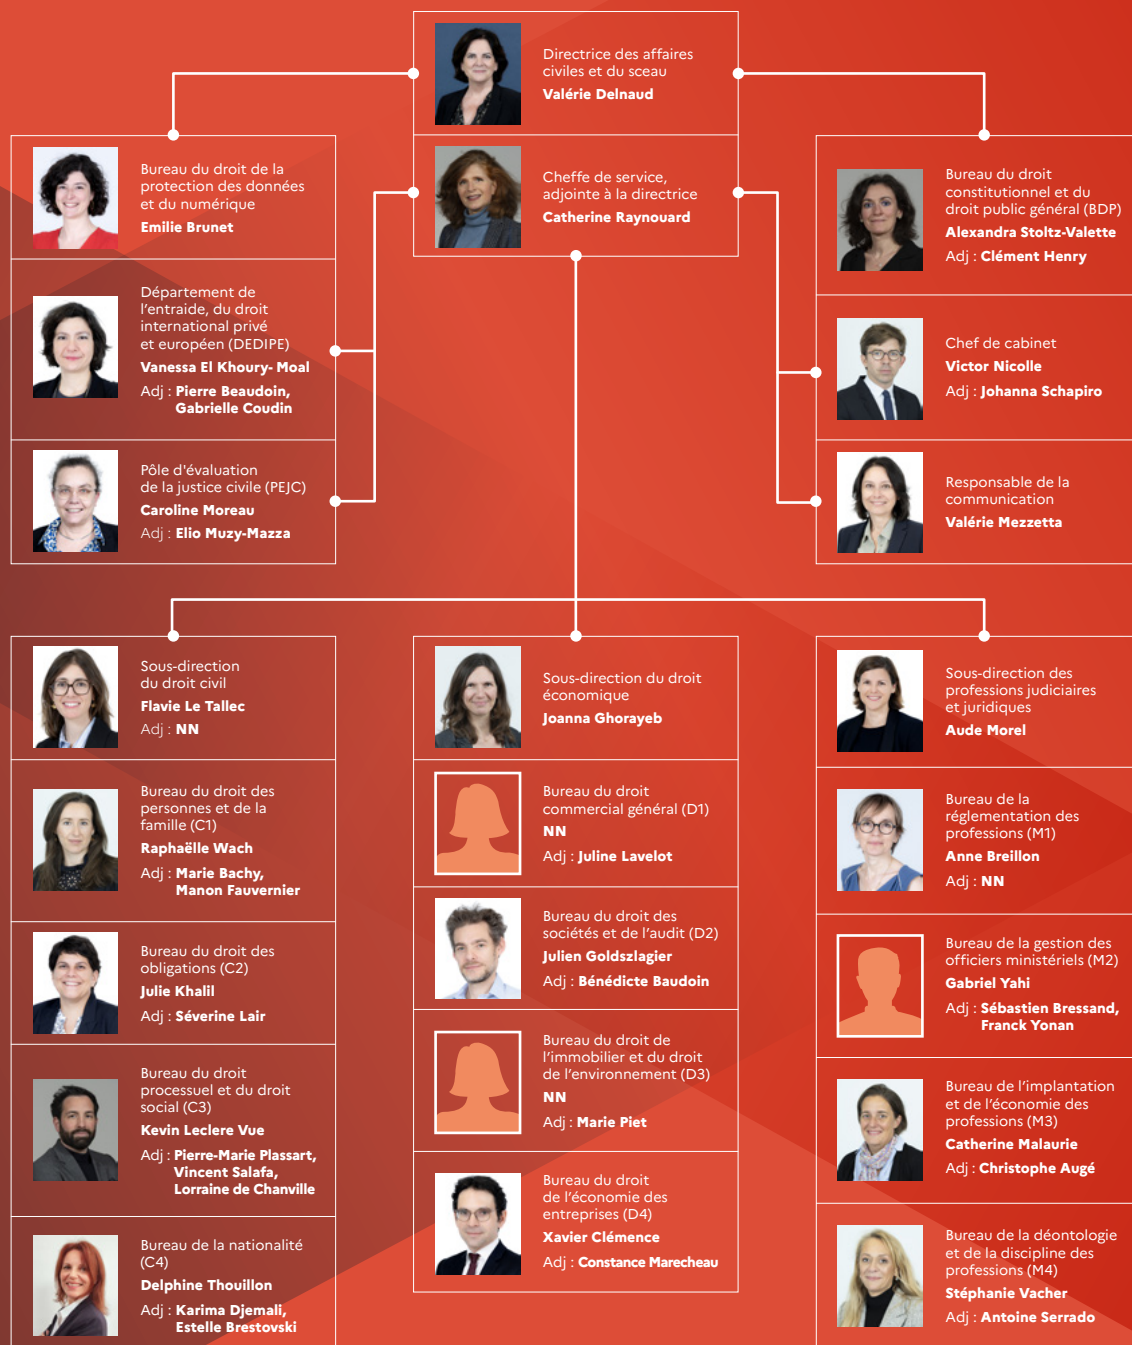 Directrice des affaires
civiles et du sceau
Valérie Delnaud
Cheffe de service,
adjointe à la directrice
Catherine Raynouard
Bureau du droit de la
protection des données
et du numérique
Emilie Brunet
Département de
l'entraide, du droit
international privé
et européen (DEDIPE)
Vanessa El Khoury- Moal
Adj : Pierre Beaudoin,
Gabrielle Coudin
Pôle d'évaluation
de la justice civile (PEJC)
Caroline Moreau
Adj : Elio Muzy-Mazza
Bureau du droit
constitutionnel et du
droit public général (BDP)
Alexandra Stoltz-Valette
Adj : Clément Henry
Chef de cabinet
Victor Nicolle
Adj : Johanna Schapiro
Responsable de la
communication
Valérie Mezzetta
Sous-direction
du droit civil
Flavie Le Tallec
Adj : NN
Bureau du droit des
personnes et de la
famille (C1)
Raphaëlle Wach
Adj : Marie Bachy,
Manon Fauvernier
Bureau du droit des
obligations (C2)
Julie Khalil
Adj : Séverine Lair
Bureau du droit
processuel et du droit
social (C3)
Kevin Leclere Vue
Adj : Pierre-Marie Plassart,
Vincent Salafa,
Lorraine de Chanville
Bureau de la nationalité
(C4)
Delphine Thouillon
Adj : Karima Djemali,
Estelle Brestovski
Sous-direction du droit
économique
Joanna Ghorayeb
Bureau du droit
commercial général (D1)
NN
Adj : Juline Lavelot
Bureau du droit des
sociétés et de l'audit (D2)
Julien Goldszlagier
Adj : Bénédicte Baudoin
Bureau du droit de
l'immobilier et du droit
de l'environnement (D3)
NN
Adj : Marie Piet
Bureau du droit
de l'économie des
entreprises (D4)
Xavier Clémence
Adj : Constance Marecheau
Sous-direction des
professions judiciaires
et juridiques
Aude Morel
Bureau de la
réglementation des
professions (M1)
Anne Breillon
Adj : NN
Bureau de la gestion des
officiers ministériels (M2)
Gabriel Yahi
Adj : Sébastien Bressand,
Franck Yonan
Bureau de l'implantation
et de l'économie des
professions (M3)
Catherine Malaurie
Adj : Christophe Augé
Bureau de la déontologie
et de la discipline des
professions (M4)
Stéphanie Vacher
Adj : Antoine Serrado